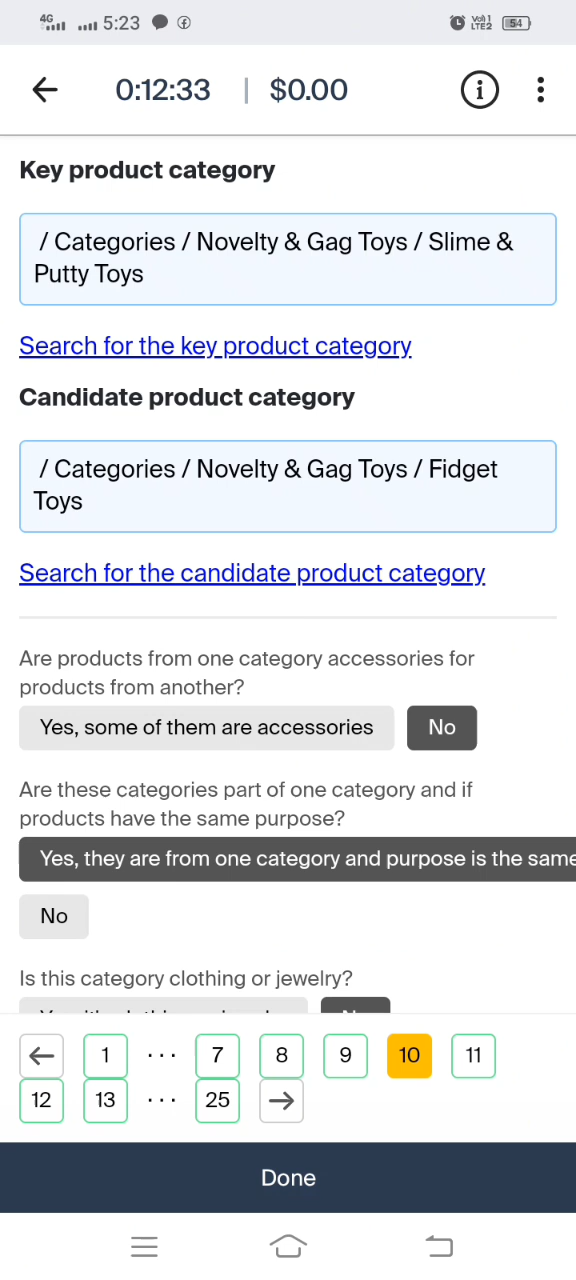 4G 5:23 Vo) 1 LTE2 54
0:12:33 | $0.00
Key product category
/ Categories / Novelty & Gag Toys / Slime &
Putty Toys
Search for the key product category
Candidate product category
/ Categories / Novelty & Gag Toys / Fidget
Toys
Search for the candidate product category
Are products from one category accessories for
products from another?
Yes, some of them are accessories No
Are these categories part of one category and if
products have the same purpose?
Yes, they are from one category and purpose is the same
No
Is this category clothing or jewelry?
1 ... 7 8 9 10 11
12 13 ... 25
Done